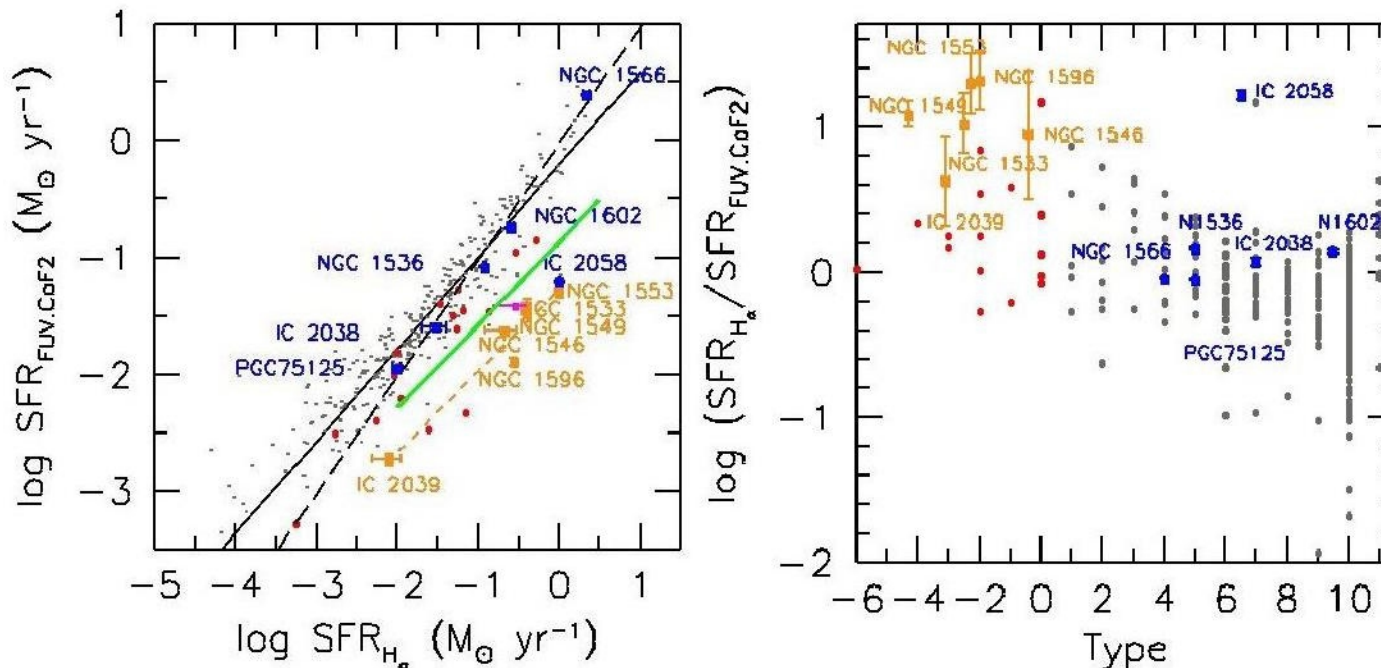 log SFR_FUV.CoF2 (M⊙ yr⁻¹)
1
0
−1
−2
−3
NGC 1566
NGC 1602
NGC 1536
IC 2058
NGC 1553
NGC 1533
NGC 1549
IC 2038
NGC 1546
PGC75125
NGC 1596
IC 2039
−5 −4 −3 −2 −1 0 1
log SFR_Hα (M⊙ yr⁻¹)
log (SFR_Hα/SFR_FUV.CoF2)
1
0
−1
−2
NGC 1553
NGC 1596
IC 2058
NGC 1549
NGC 1546
NGC 1533
IC 2039
N1536
N1602
NGC 1566
IC 2038
PGC75125
−6 −4 −2 0 2 4 6 8 10
Type